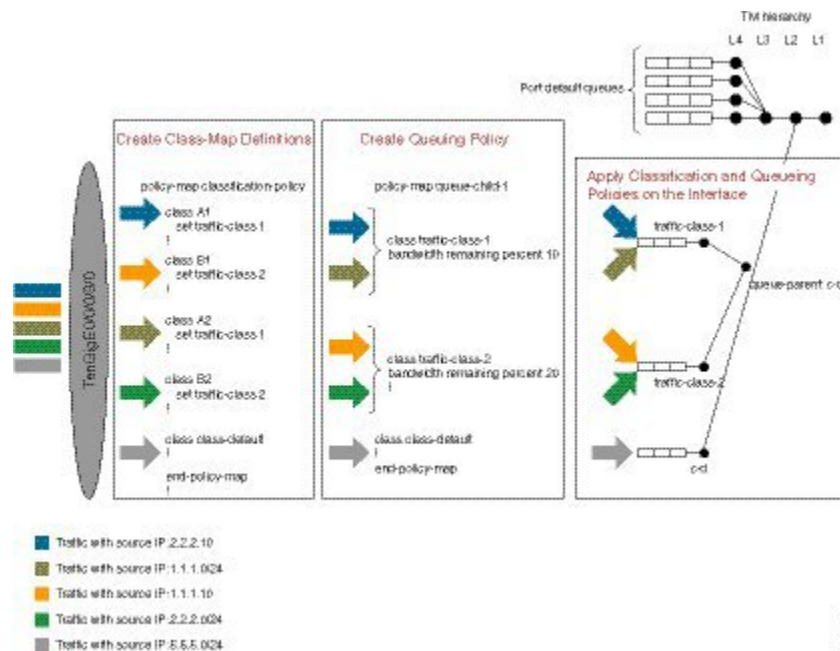 TM hierarchy
L4 L3 L2 L1
Port default queues
Create Class-Map Definitions
policy-map classification-policy
class A1
set traffic-class 1
!
class B1
set traffic-class 2
!
class A2
set traffic-class 1
!
class B2
set traffic-class 2
!
class class-default
!
end-policy-map
!
Create Queuing Policy
policy-map queue-child-1
class traffic-class-1
bandwidth remaining percent 10
!
class traffic-class-2
bandwidth remaining percent 20
!
class class-default
!
end-policy-map
Apply Classification and Queueing
Policies on the Interface
traffic-class-1
queue-parent c-d
traffic-class-2
c-d
TenGigE0/0/0/3/0
Traffic with source IP:2.2.2.10
Traffic with source IP:1.1.1.0/24
Traffic with source IP:1.1.1.10
Traffic with source IP:2.2.2.0/24
Traffic with source IP:5.5.5.0/24